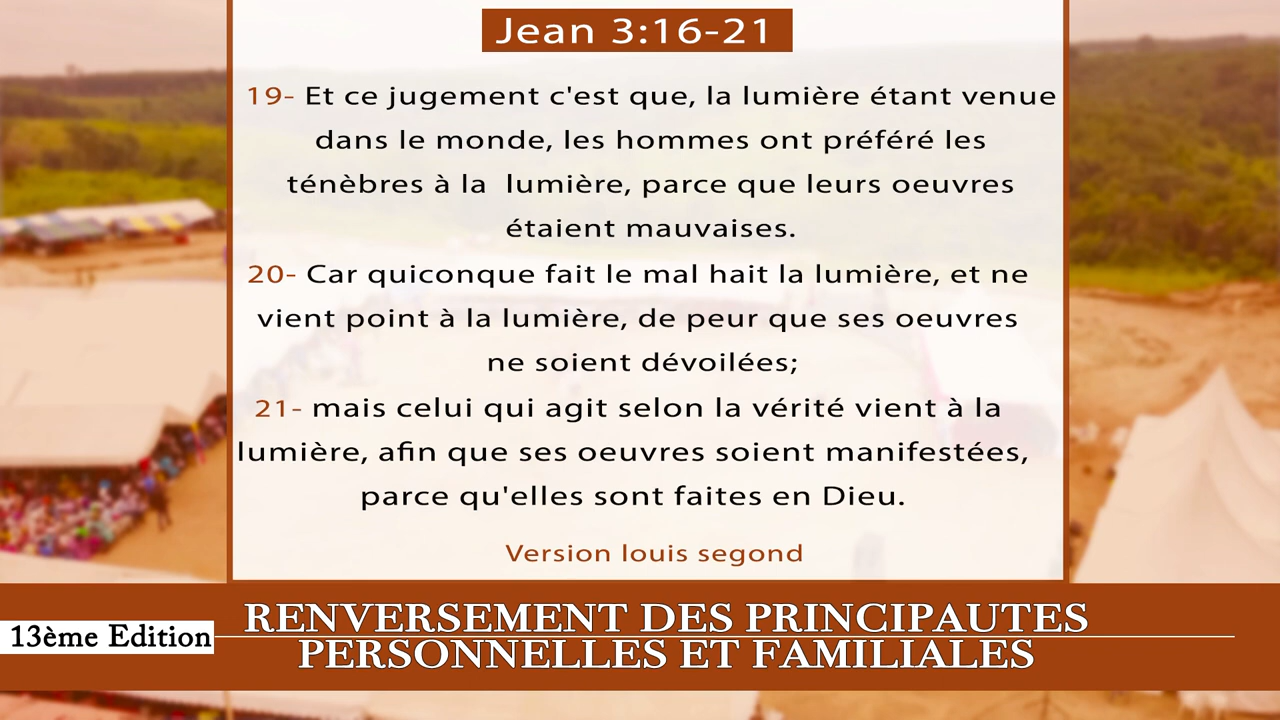 Jean 3:16-21
19- Et ce jugement c'est que, la lumière étant venue
dans le monde, les hommes ont préféré les
ténèbres à la lumière, parce que leurs oeuvres
étaient mauvaises.
20- Car quiconque fait le mal hait la lumière, et ne
vient point à la lumière, de peur que ses oeuvres
ne soient dévoilées;
21- mais celui qui agit selon la vérité vient à la
lumière, afin que ses oeuvres soient manifestées,
parce qu'elles sont faites en Dieu.
Version louis segond
13ème Edition
RENVERSEMENT DES PRINCIPAUTES
PERSONNELLES ET FAMILIALES